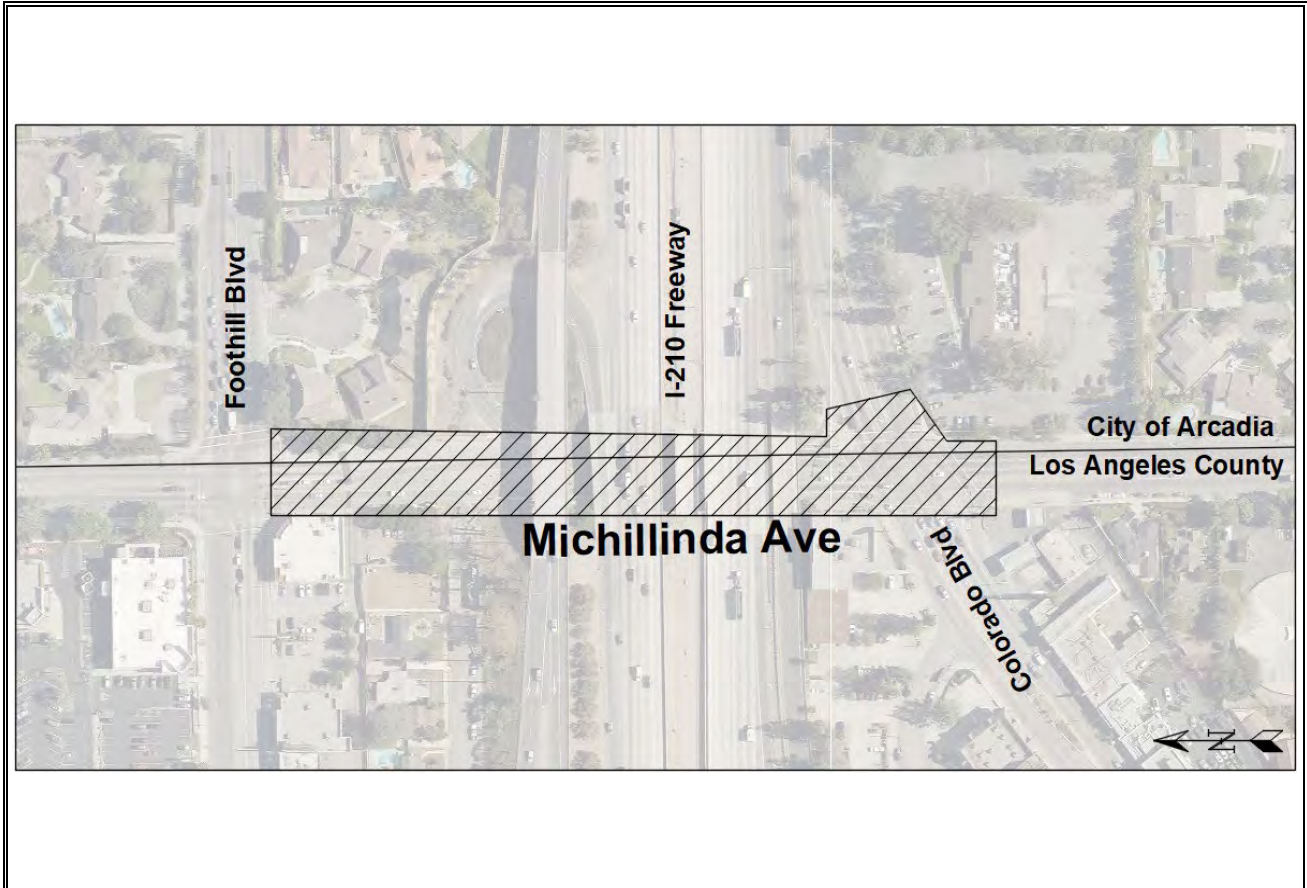 Foothill Blvd
I-210 Freeway
City of Arcadia
Los Angeles County
Michillinda Ave
Colorado Blvd
N